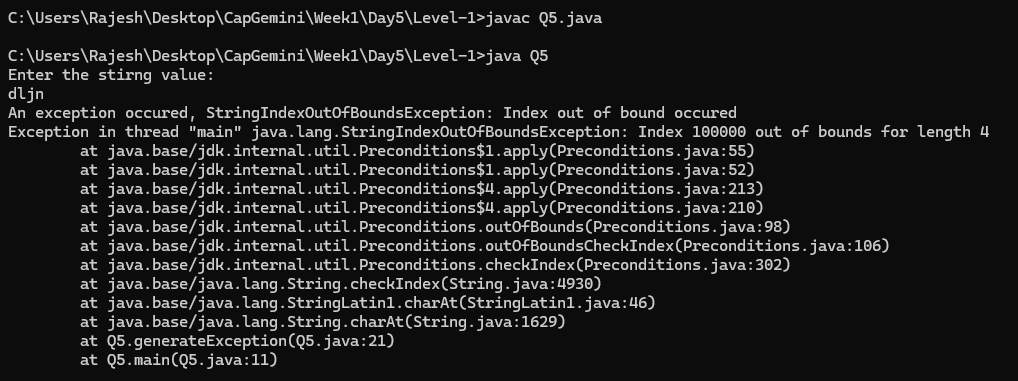 C:\Users\Rajesh\Desktop\CapGemini\Week1\Day5\Level-1>javac Q5.java
C:\Users\Rajesh\Desktop\CapGemini\Week1\Day5\Level-1>java Q5
Enter the stirng value:
dljn
An exception occured, StringIndexOutOfBoundsException: Index out of bound occured
Exception in thread "main" java.lang.StringIndexOutOfBoundsException: Index 100000 out of bounds for length 4
        at java.base/jdk.internal.util.Preconditions$1.apply(Preconditions.java:55)
        at java.base/jdk.internal.util.Preconditions$1.apply(Preconditions.java:52)
        at java.base/jdk.internal.util.Preconditions$4.apply(Preconditions.java:213)
        at java.base/jdk.internal.util.Preconditions$4.apply(Preconditions.java:210)
        at java.base/jdk.internal.util.Preconditions.outOfBounds(Preconditions.java:98)
        at java.base/jdk.internal.util.Preconditions.outOfBoundsCheckIndex(Preconditions.java:106)
        at java.base/jdk.internal.util.Preconditions.checkIndex(Preconditions.java:302)
        at java.base/java.lang.String.checkIndex(String.java:4930)
        at java.base/java.lang.StringLatin1.charAt(StringLatin1.java:46)
        at java.base/java.lang.String.charAt(String.java:1629)
        at Q5.generateException(Q5.java:21)
        at Q5.main(Q5.java:11)